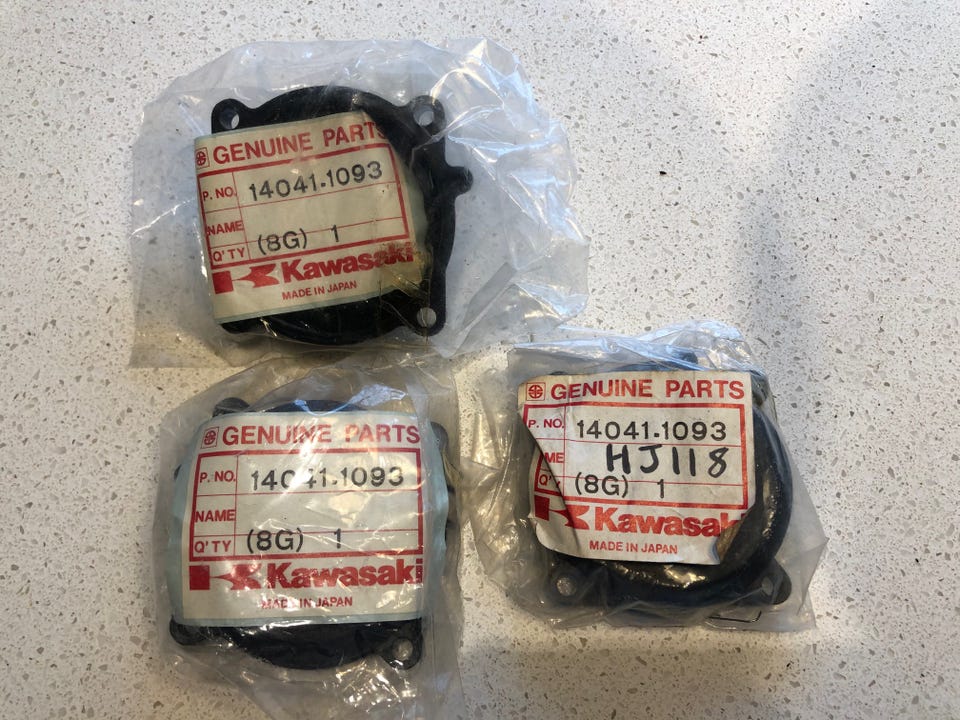 GENUINE PARTS
P. NO. 14041-1093
NAME
Q'TY (8G) 1
Kawasaki
MADE IN JAPAN
GENUINE PARTS
P. NO. 14041-1093
NAME
Q'TY (8G) 1
Kawasaki
MADE IN JAPAN
GENUINE PARTS
P. NO. 14041-1093
ME HJ118
Q'T (8G) 1
Kawasaki
MADE IN JAPAN